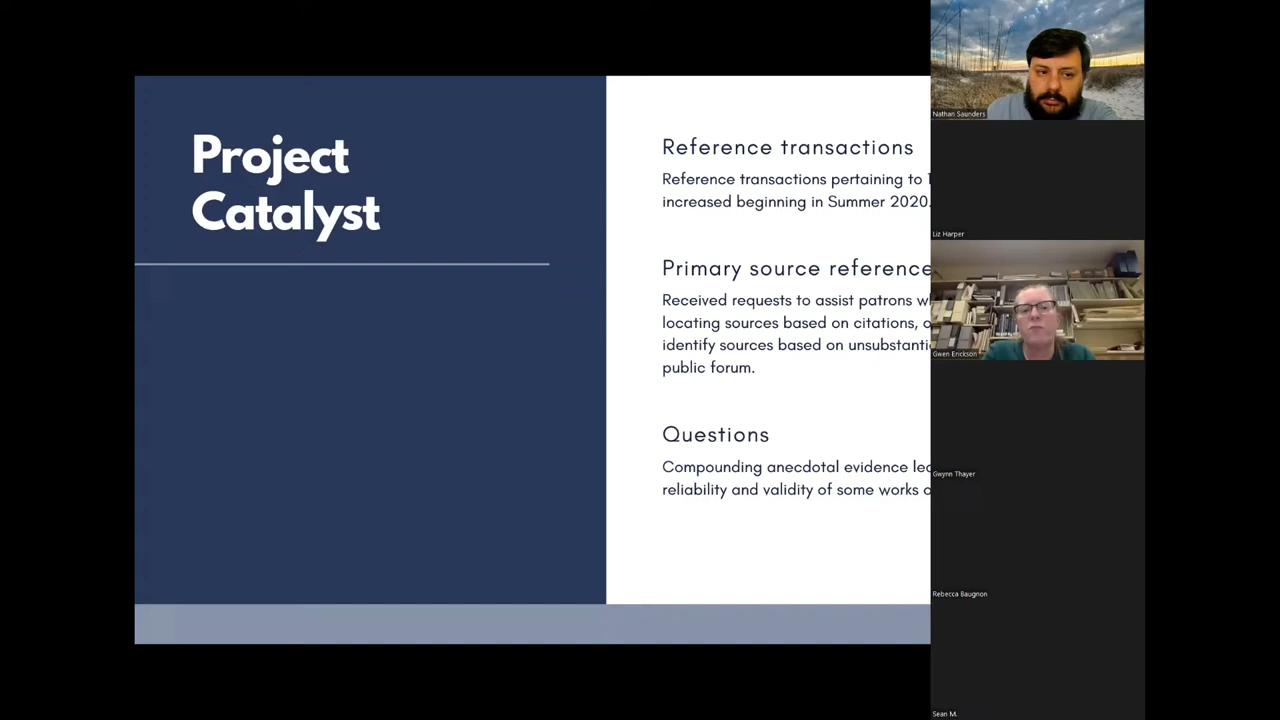 Project
Catalyst
Reference transactions
Reference transactions pertaining to
increased beginning in Summer 2020.
Primary source reference
Received requests to assist patrons
locating sources based on citations,
identify sources based on
public forum.
Questions
Compounding anecdotal evidence
reliability and validity of some works
Nathan Saunders
Liz Harper
Gwen Erickson
Gwynn Thayer
Rebecca Baugnon
Sean M.